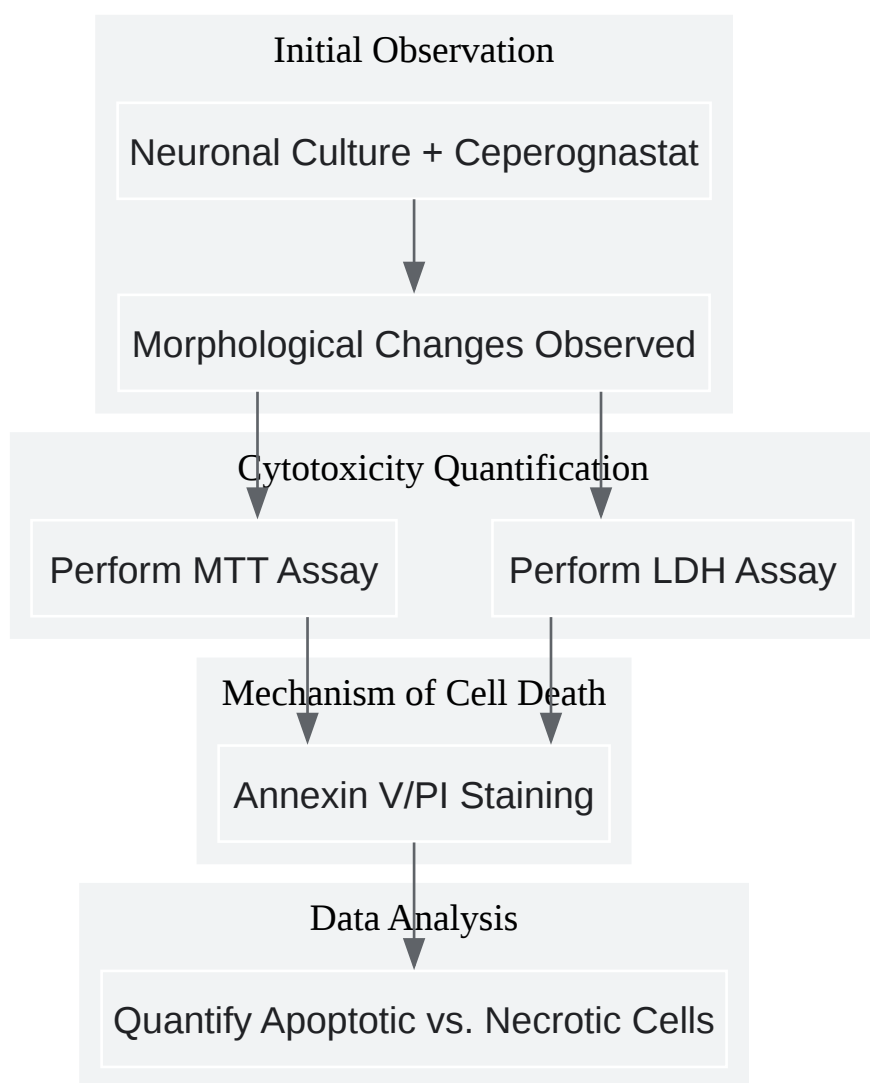 Initial Observation
Neuronal Culture + Ceperognastat
Morphological Changes Observed
Cytotoxicity Quantification
Perform MTT Assay
Perform LDH Assay
Mechanism of Cell Death
Annexin V/PI Staining
Data Analysis
Quantify Apoptotic vs. Necrotic Cells